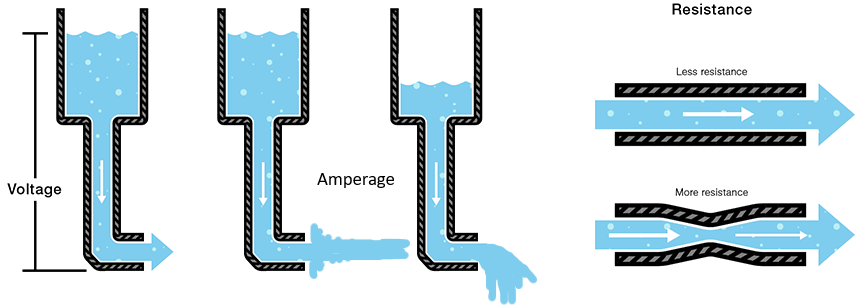 Voltage
Amperage
Resistance
Less resistance
More resistance